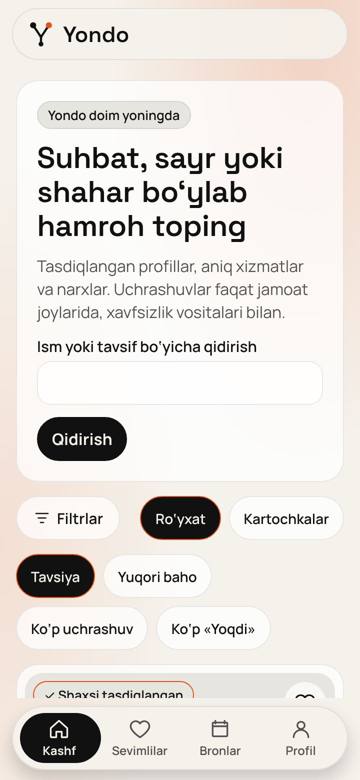 Yondo
Yondo doim yoningda
Suhbat, sayr yoki
shahar bo‘ylab
hamroh toping
Tasdiqlangan profillar, aniq xizmatlar
va narxlar. Uchrashuvlar faqat jamoat
joylarida, xavfsizlik vositalari bilan.
Ism yoki tavsif bo‘yicha qidirish
Qidirish
Filtrlar
Ro‘yxat
Kartochkalar
Tavsiya
Yuqori baho
Ko‘p uchrashuv
Ko‘p «Yoqdi»
Shaxsi tasdiqlangan
Kashf
Sevimlilar
Bronlar
Profil